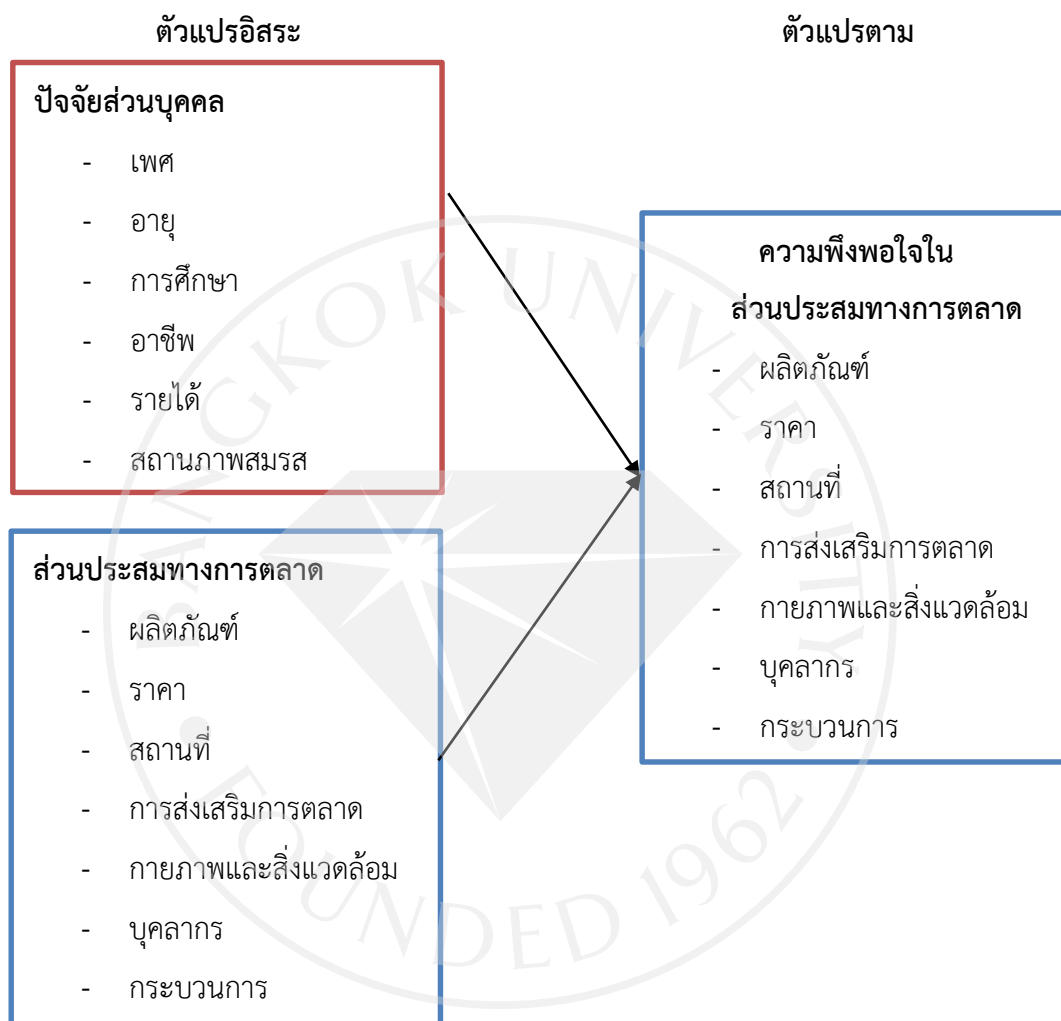 ตัวแปรอิสระ
ตัวแปรตาม
ปัจจัยส่วนบุคคล
- เพศ
- อายุ
- การศึกษา
- อาชีพ
- รายได้
- สถานภาพสมรส
ส่วนประสมทางการตลาด
- ผลิตภัณฑ์
- ราคา
- สถานที่
- การส่งเสริมการตลาด
- กายภาพและสิ่งแวดล้อม
- บุคลากร
- กระบวนการ
ความพึงพอใจใน
ส่วนประสมทางการตลาด
- ผลิตภัณฑ์
- ราคา
- สถานที่
- การส่งเสริมการตลาด
- กายภาพและสิ่งแวดล้อม
- บุคลากร
- กระบวนการ
BANGKOK UNIVERSITY
FOUNDED 1962